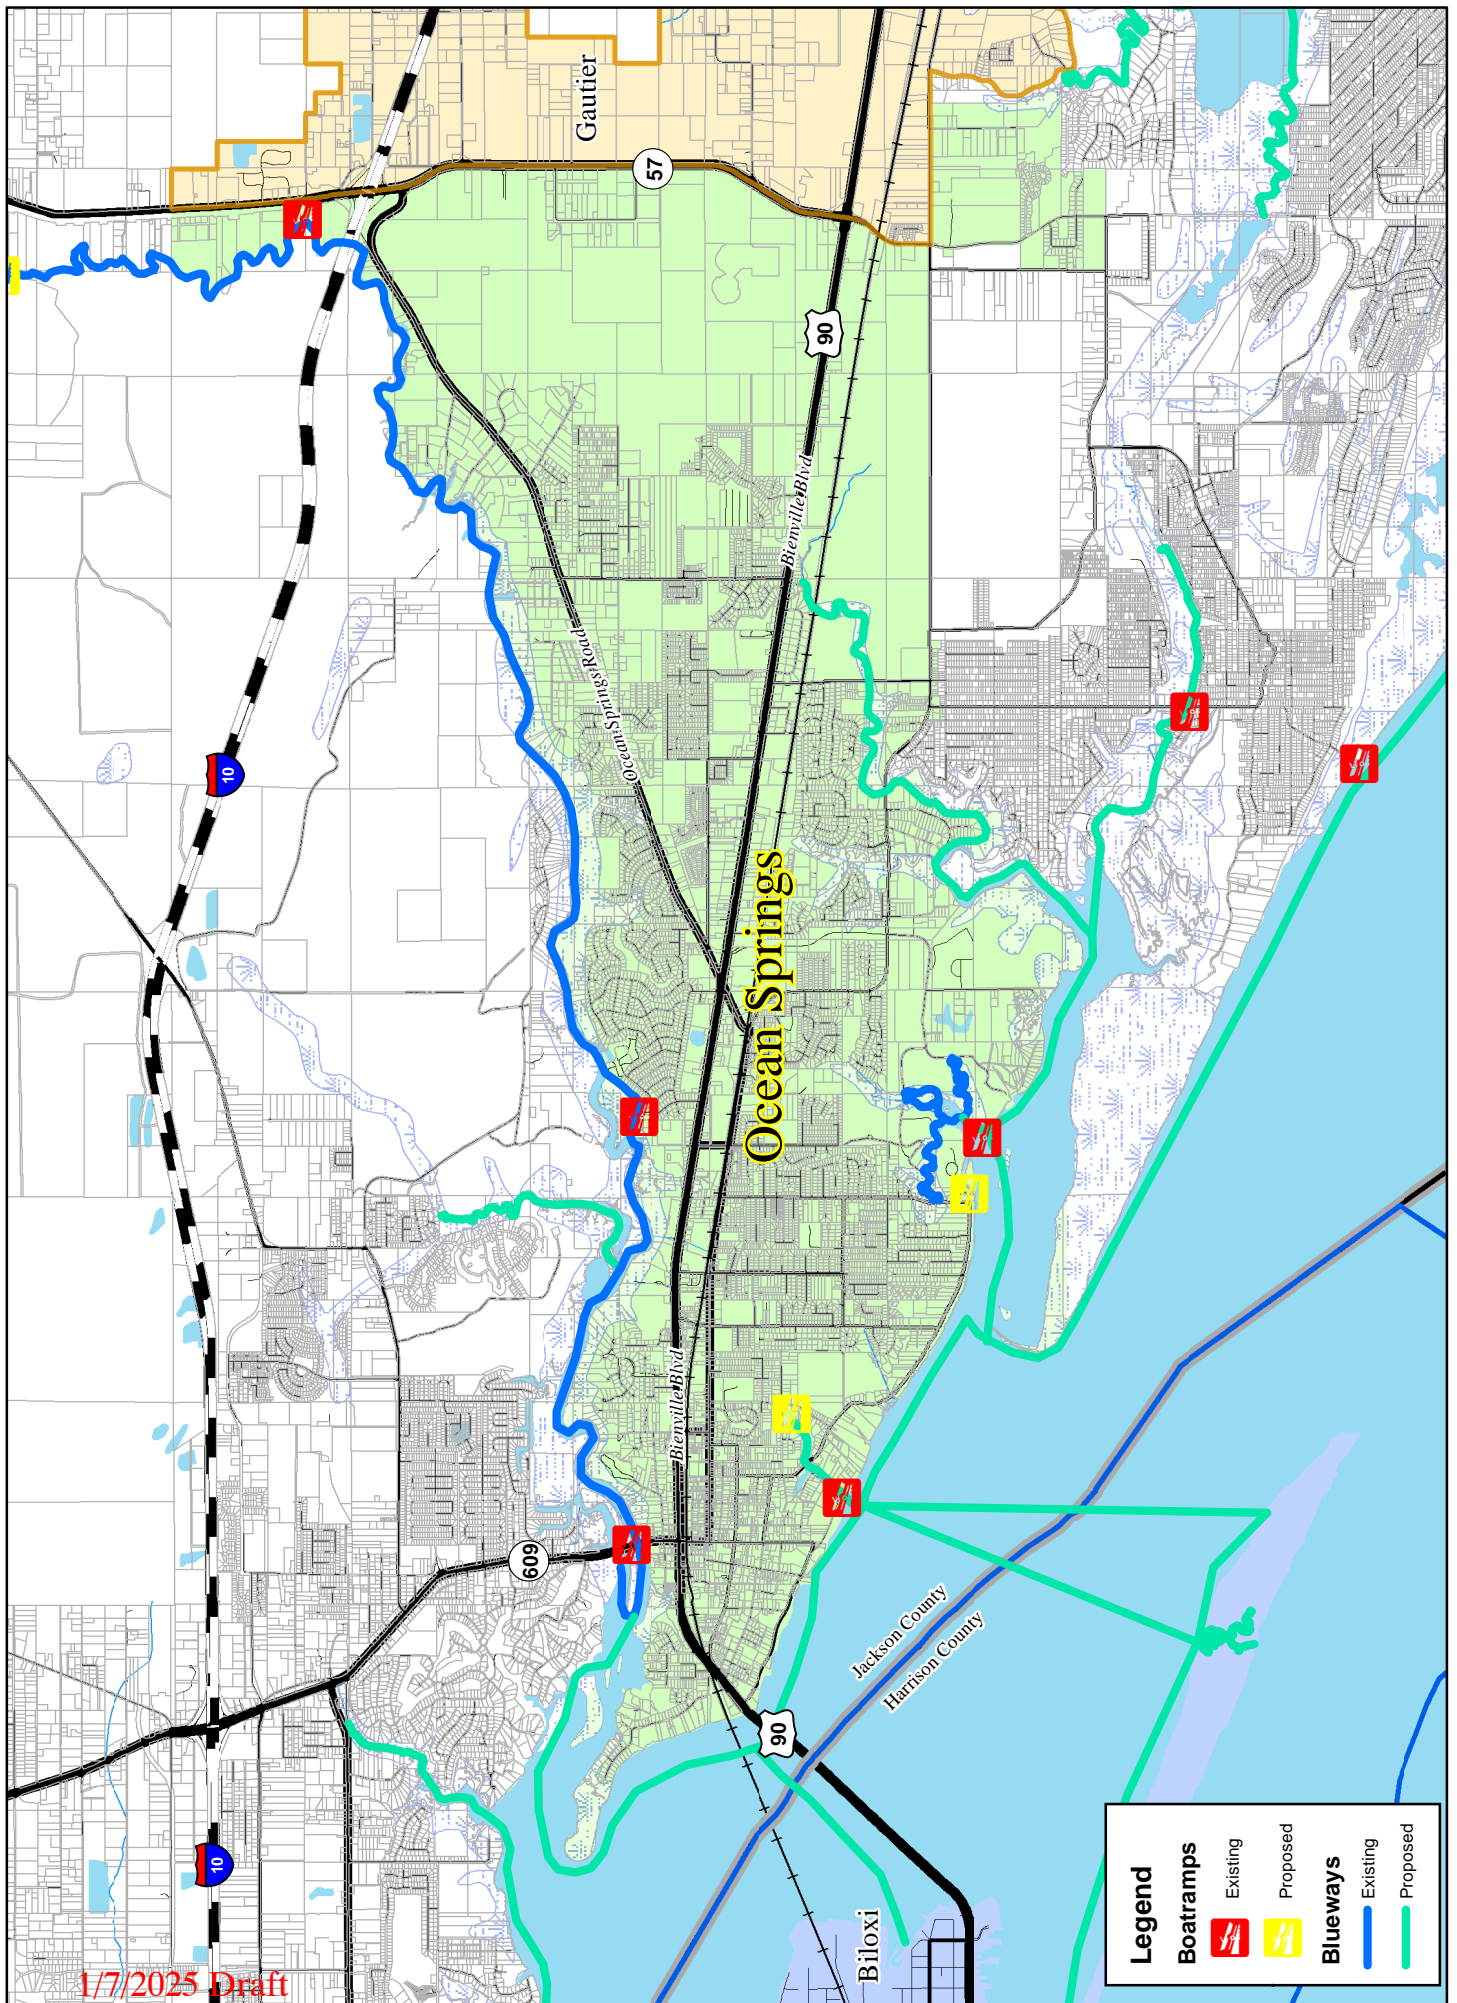 1/7/2025 Draft
Gautier
57
10
90
Bienville Blvd
Ocean Springs Road
Ocean Springs
Bienville Blvd
609
10
90
Jackson County
Harrison County
Biloxi
Legend
Boatramps
Existing
Proposed
Blueways
Existing
Proposed